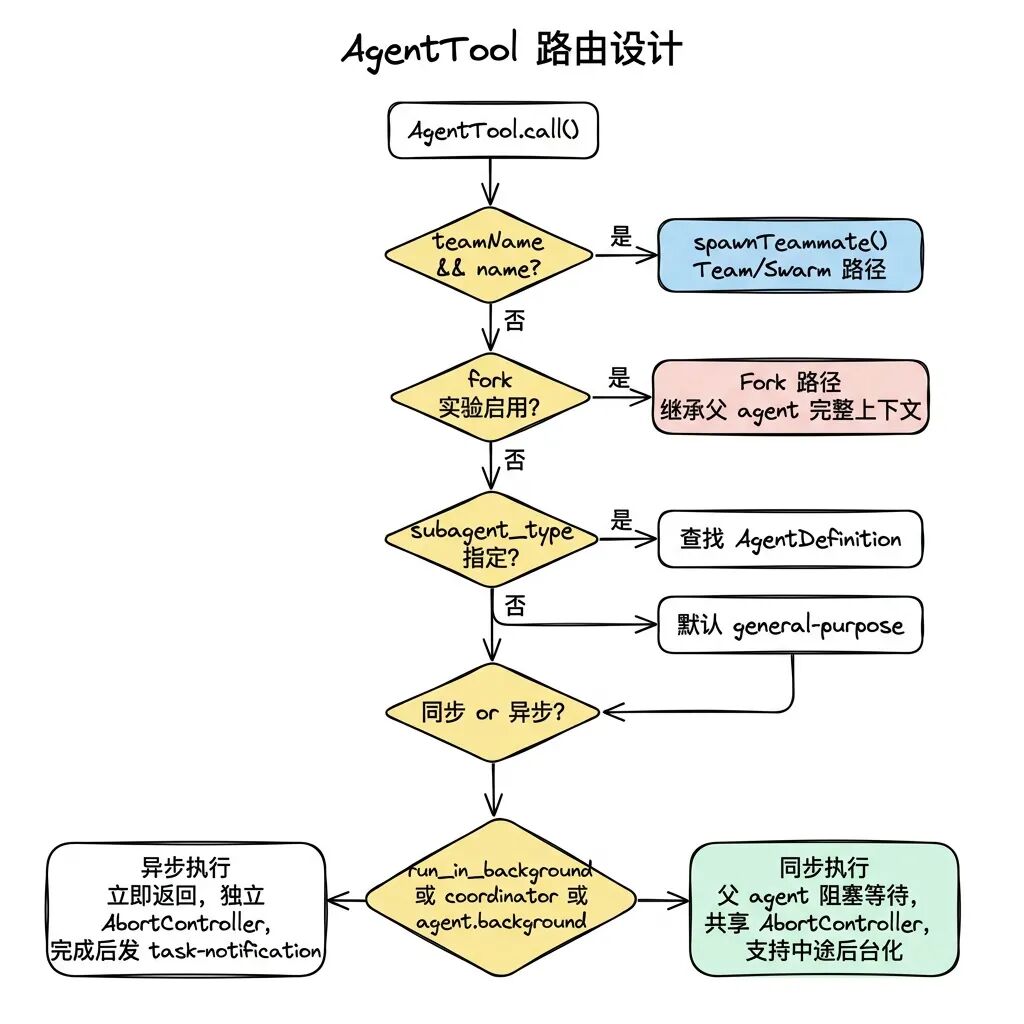 AgentTool 路由设计
AgentTool.call()
teamName
&& name?
是
spawnTeammate()
Team/Swarm 路径
否
fork
实验启用?
是
Fork 路径
继承父 agent 完整上下文
否
subagent_type
指定?
是
查找 AgentDefinition
否
默认 general-purpose
同步 or 异步?
异步执行
立即返回，独立
AbortController,
完成后发 task-notification
run_in_background
或 coordinator 或
agent.background
同步执行
父 agent 阻塞等待，
共享 AbortController,
支持中途后台化